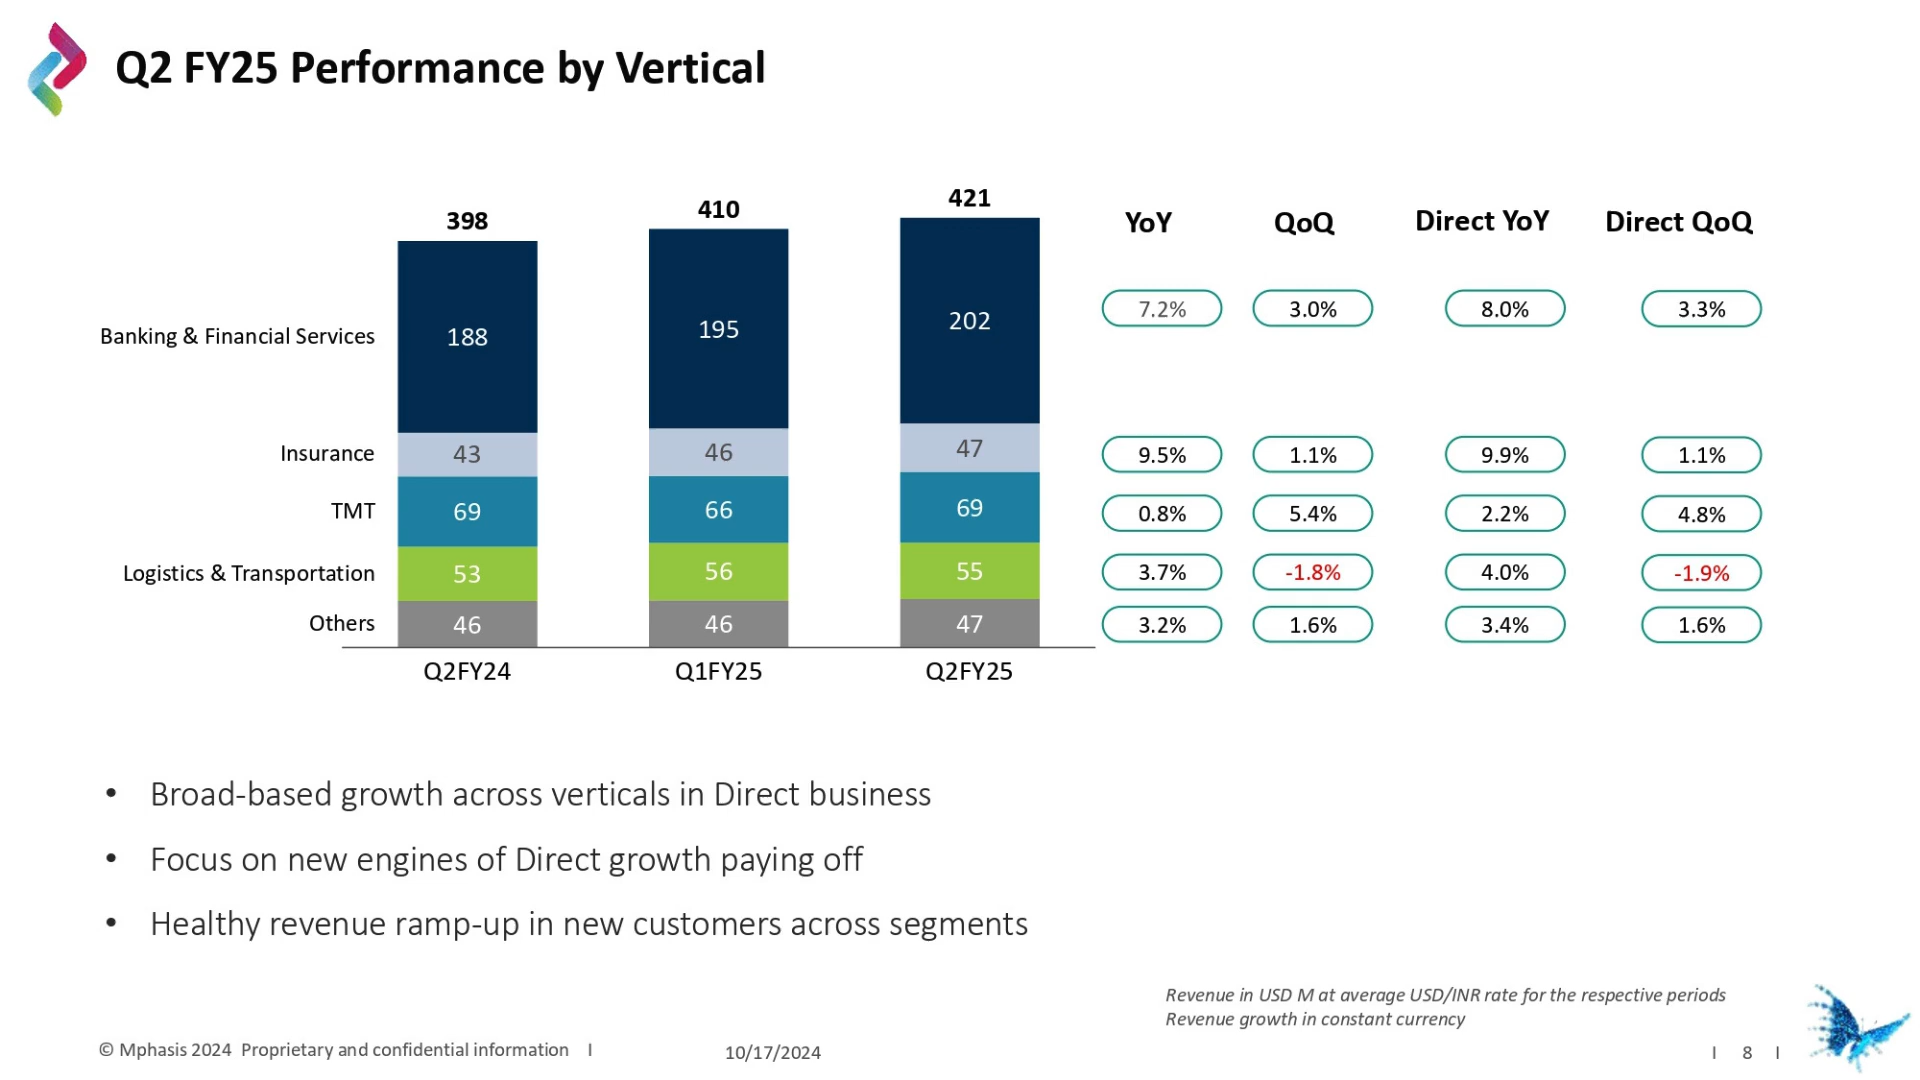 Q2 FY25 Performance by Vertical
398 410 421
YoY QoQ Direct YoY Direct QoQ
Banking & Financial Services 188 195 202 7.2% 3.0% 8.0% 3.3%
Insurance 43 46 47 9.5% 1.1% 9.9% 1.1%
TMT 69 66 69 0.8% 5.4% 2.2% 4.8%
Logistics & Transportation 53 56 55 3.7% -1.8% 4.0% -1.9%
Others 46 46 47 3.2% 1.6% 3.4% 1.6%
Q2FY24 Q1FY25 Q2FY25
• Broad-based growth across verticals in Direct business
• Focus on new engines of Direct growth paying off
• Healthy revenue ramp-up in new customers across segments
Revenue in USD M at average USD/INR rate for the respective periods
Revenue growth in constant currency
© Mphasis 2024 Proprietary and confidential information I 10/17/2024 I 8 I